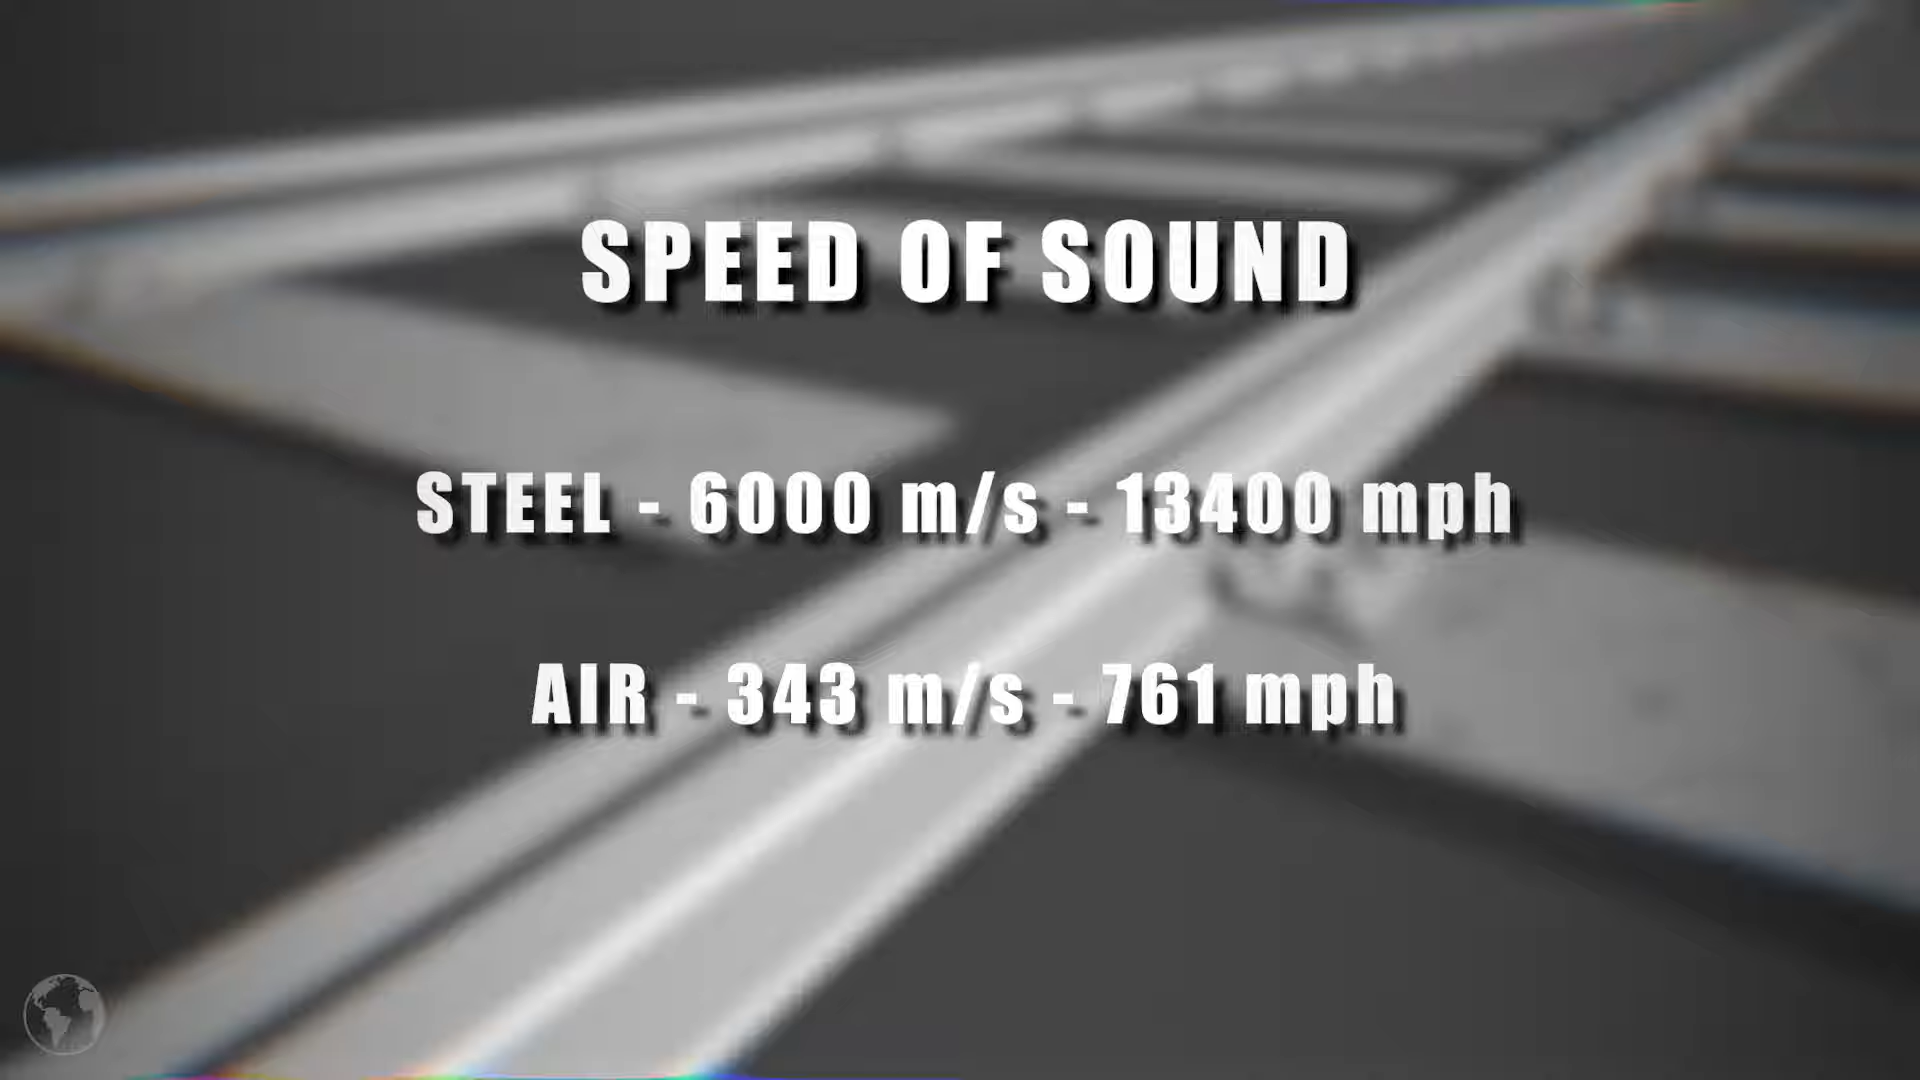 SPEED OF SOUND
STEEL - 6000 m/s - 13400 mph
AIR - 343 m/s - 761 mph